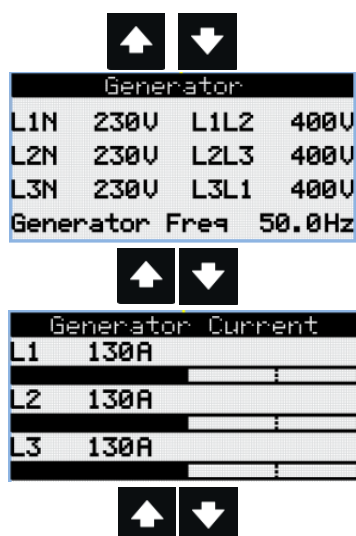 Generator
L1N 230V L1L2 400V
L2N 230V L2L3 400V
L3N 230V L3L1 400V
Generator Freq 50.0Hz
Generator Current
L1 130A
L2 130A
L3 130A